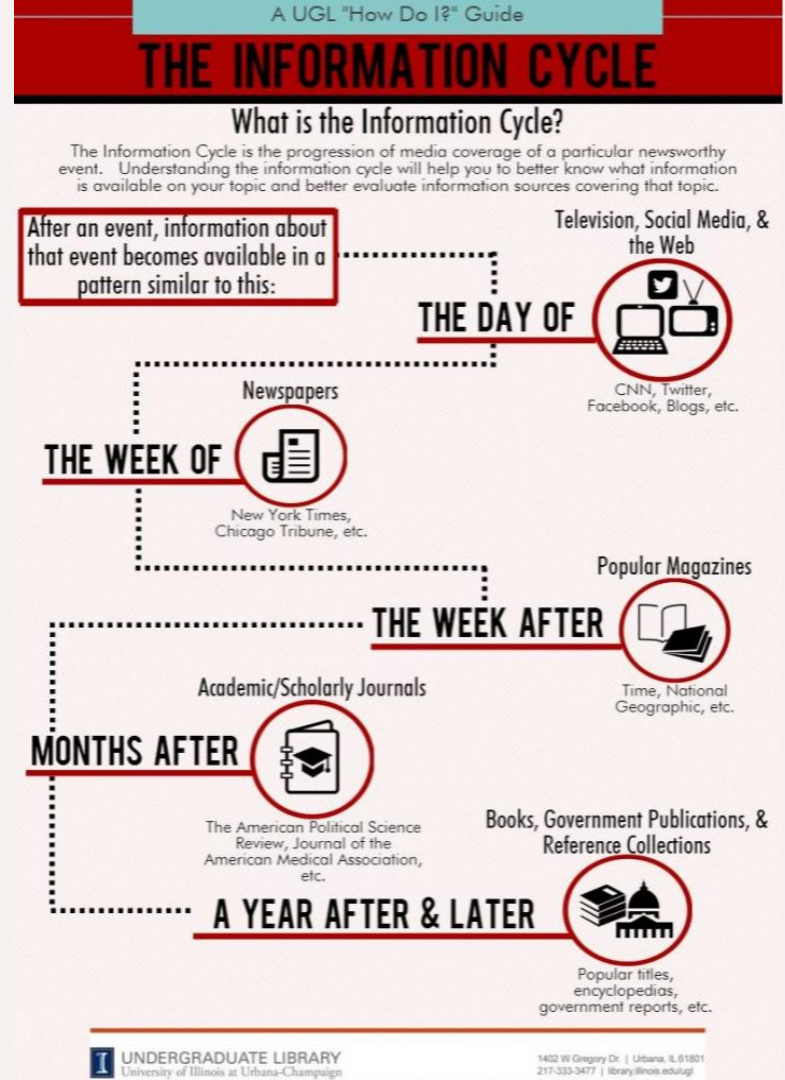 A UGL "How Do I?" Guide
THE INFORMATION CYCLE
What is the Information Cycle?
The Information Cycle is the progression of media coverage of a particular newsworthy
event. Understanding the information cycle will help you to better know what information
is available on your topic and better evaluate information sources covering that topic.
After an event, information about
that event becomes available in a
pattern similar to this:
Television, Social Media, &
the Web
THE DAY OF
CNN, Twitter,
Facebook, Blogs, etc.
Newspapers
THE WEEK OF
New York Times,
Chicago Tribune, etc.
Popular Magazines
THE WEEK AFTER
Time, National
Geographic, etc.
Academic/Scholarly Journals
MONTHS AFTER
The American Political Science
Review, Journal of the
American Medical Association,
etc.
Books, Government Publications, &
Reference Collections
A YEAR AFTER & LATER
Popular titles,
encyclopedias,
government reports, etc.
I
UNDERGRADUATE LIBRARY
University of Illinois at Urbana-Champaign
1402 W Gregory Dr. | Urbana, IL 61801
217-333-3477 | library.illinois.edu/ugl